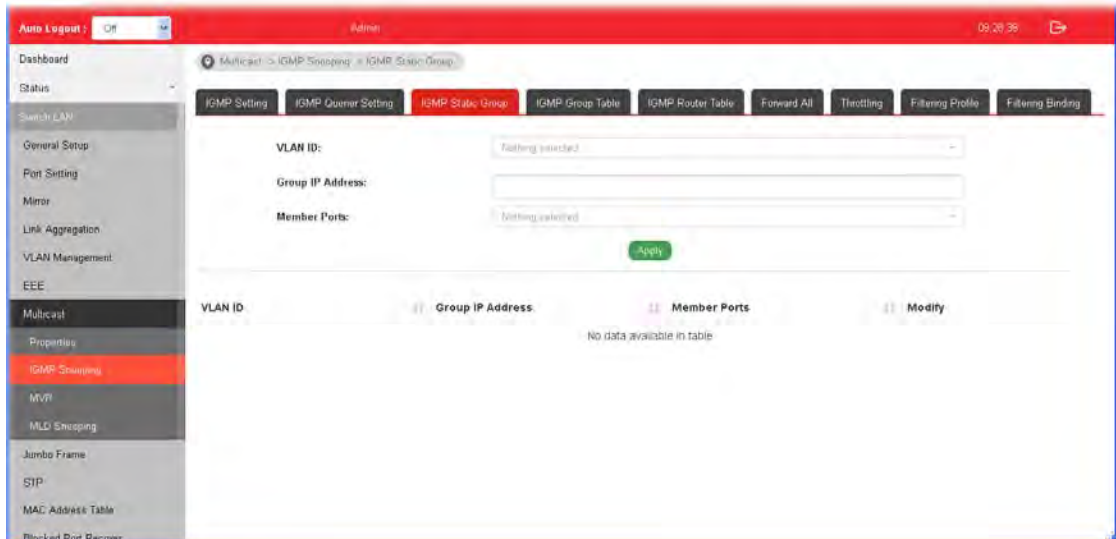 Auto Logout : Off Admin 09:28:39
Dashboard
Multicast > IGMP Snooping > IGMP Static Group
Status
IGMP Setting IGMP Querier Setting IGMP Static Group IGMP Group Table IGMP Router Table Forward All Throttling Filtering Profile Filtering Binding
Switch LAN
General Setup
VLAN ID: Nothing selected
Port Setting
Group IP Address:
Mirror
Member Ports: Nothing selected
Link Aggregation
Apply
VLAN Management
EEE
VLAN ID Group IP Address Member Ports Modify
Multicast
No data available in table
Properties
IGMP Snooping
MVR
MLD Snooping
Jumbo Frame
STP
MAC Address Table
Blocked Port Recover